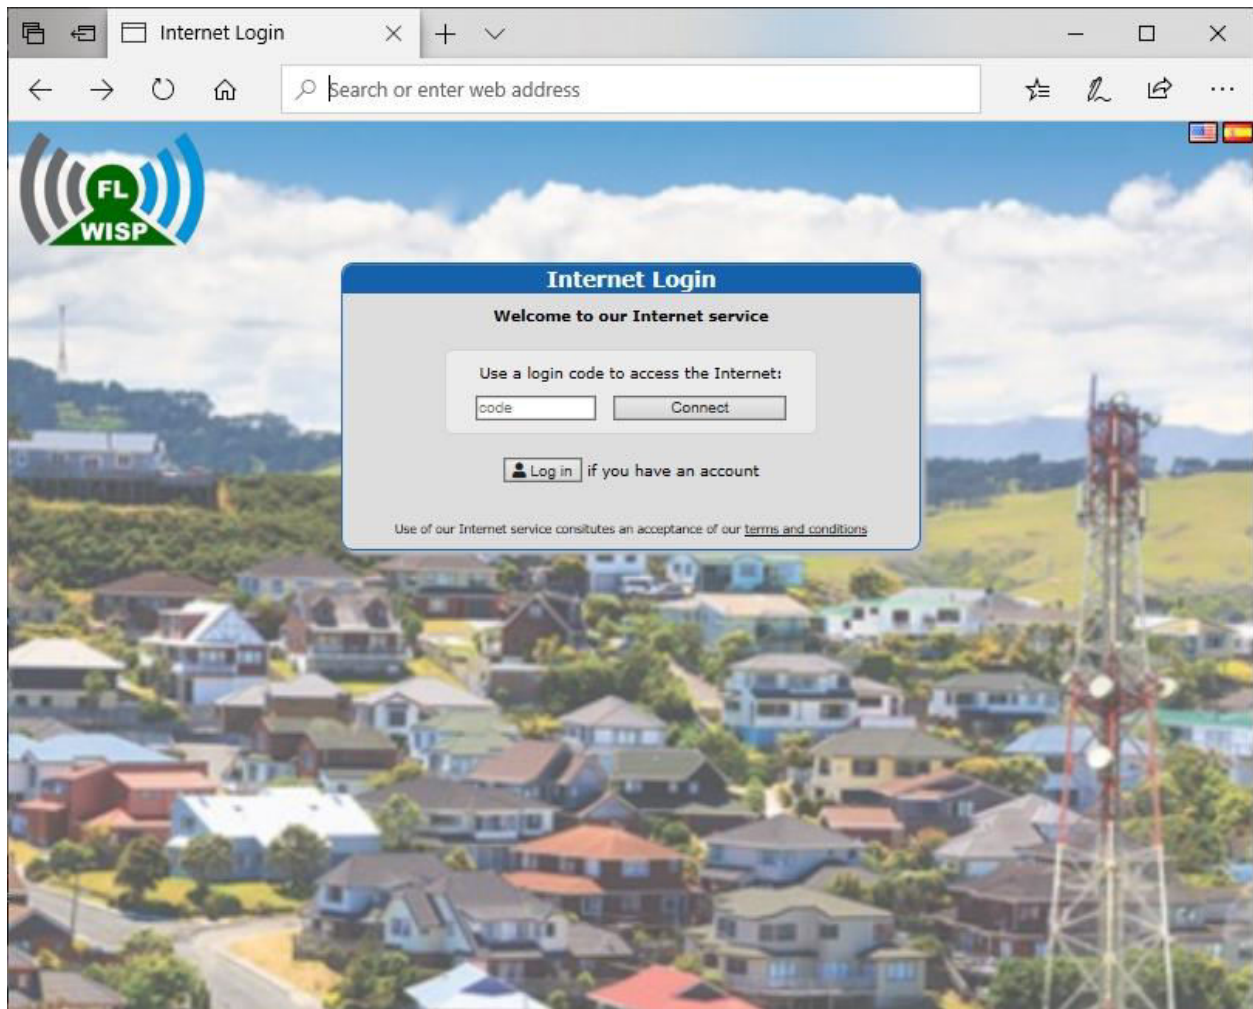 Internet Login
Search or enter web address
FL
WISP
Internet Login
Welcome to our Internet service
Use a login code to access the Internet:
code Connect
Log in if you have an account
Use of our Internet service consitutes an acceptance of our terms and conditions